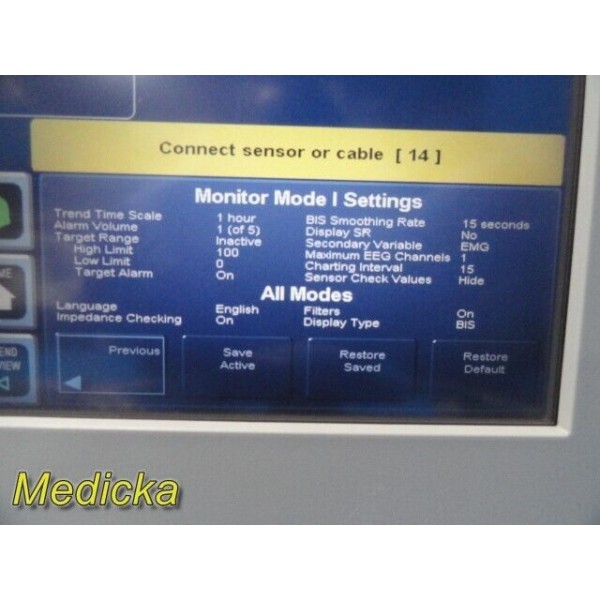 Connect sensor or cable [ 14 ]
Monitor Mode I Settings
Trend Time Scale 1 hour
Alarm Volume 1 (of 5)
Target Range Inactive
High Limit 100
Low Limit 0
Target Alarm On
BIS Smoothing Rate 15 seconds
Display SR No
Secondary Variable EMG
Maximum EEG Channels 1
Charting Interval 15
Sensor Check Values Hide
All Modes
Language English
Impedance Checking On
Filters On
Display Type BIS
Previous
Save
Active
Restore
Saved
Restore
Default
ME
END
VIEW
Medicka